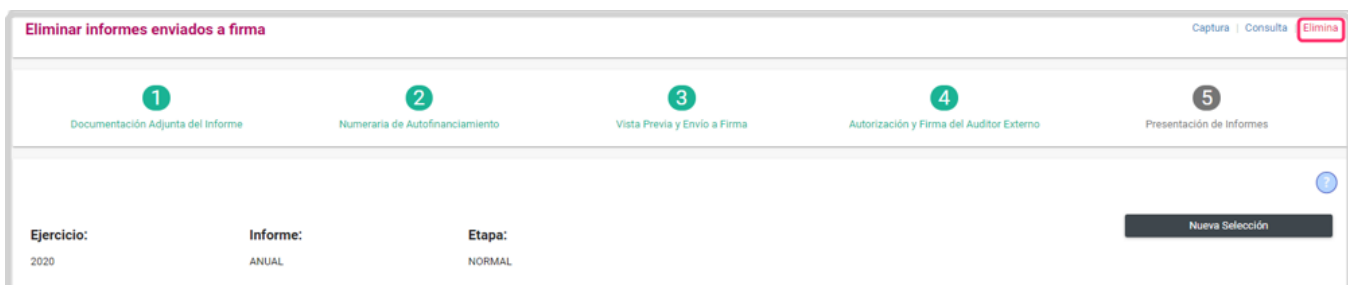 Eliminar informes enviados a firma
Captura | Consulta | Elimina
1 2 3 4 5
Documentación Adjunta del Informe Numeraria de Autofinanciamiento Vista Previa y Envío a Firma Autorización y Firma del Auditor Externo Presentación de Informes
?
Nueva Selección
Ejercicio: Informe: Etapa:
2020 ANUAL NORMAL